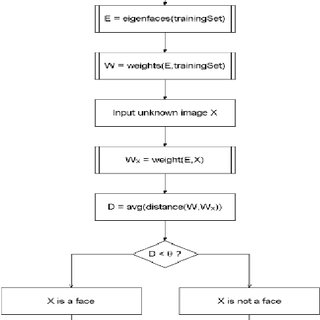 E = eigenfaces(trainingSet)
W = weights(E,trainingSet)
Input unknown image X
Wx = weight(E,X)
D = avg(distance(W,Wx))
D < θ ?
X is a face
X is not a face